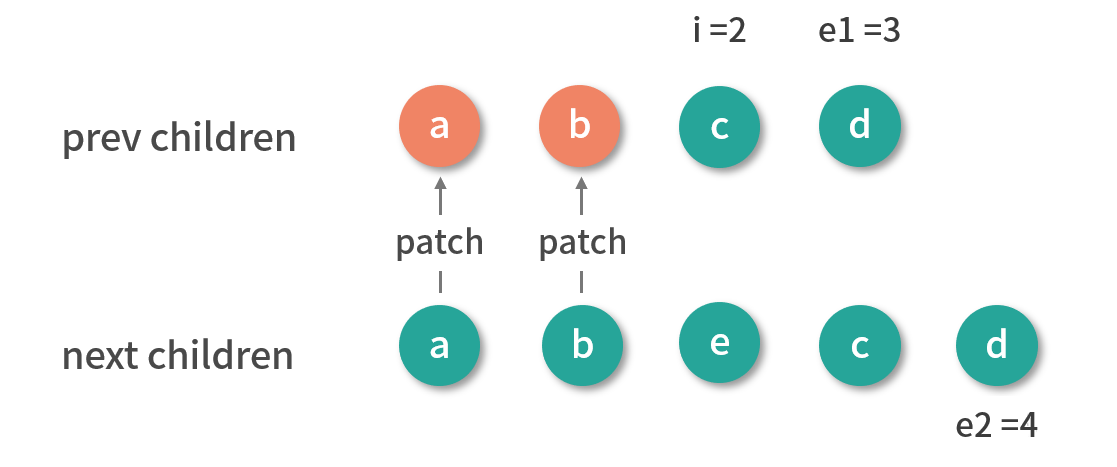 i =2 e1 =3
prev children a b c d
patch patch
next children a b e c d
e2 =4